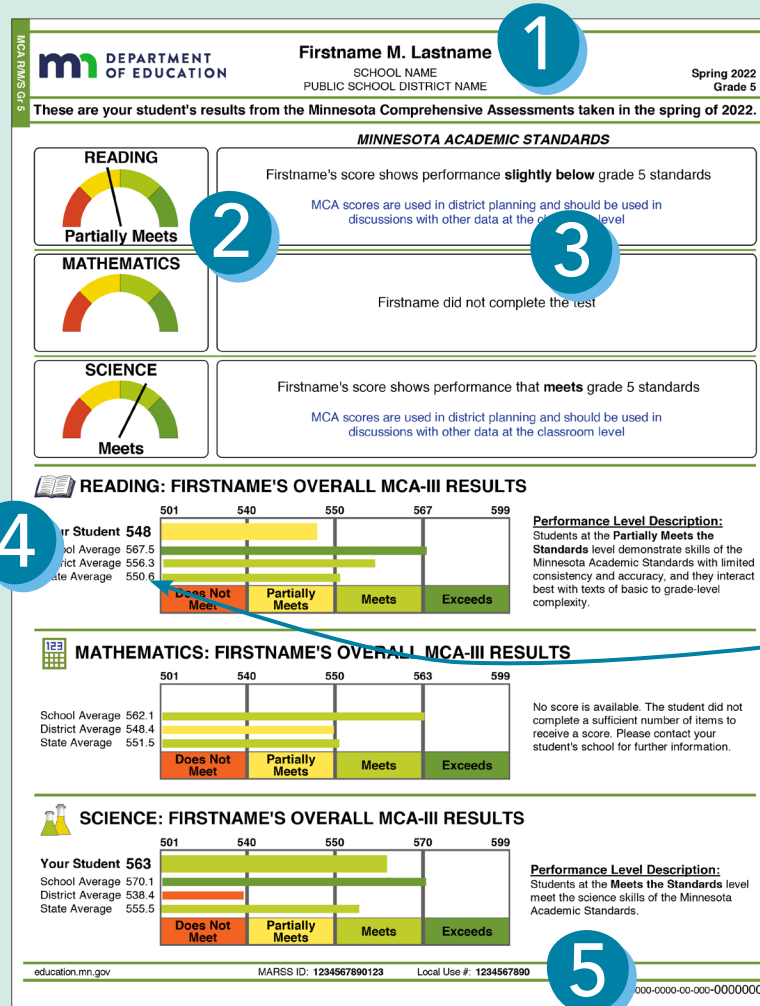 MCA R/M/S Gr 5
1
mn DEPARTMENT
OF EDUCATION
Firstname M. Lastname
SCHOOL NAME
PUBLIC SCHOOL DISTRICT NAME
Spring 2022
Grade 5
These are your student's results from the Minnesota Comprehensive Assessments taken in the spring of 2022.
MINNESOTA ACADEMIC STANDARDS
READING
Partially Meets
2
Firstname's score shows performance slightly below grade 5 standards
MCA scores are used in district planning and should be used in
discussions with other data at the level
3
MATHEMATICS
Firstname did not complete the test
SCIENCE
Meets
Firstname's score shows performance that meets grade 5 standards
MCA scores are used in district planning and should be used in
discussions with other data at the classroom level
READING: FIRSTNAME'S OVERALL MCA-III RESULTS
501 540 550 567 599
4
Student 548
Average 567.5
Average 556.3
Average 550.6
Does Not
Meet
Partially
Meets
Meets
Exceeds
Performance Level Description:
Students at the Partially Meets the
Standards level demonstrate skills of the
Minnesota Academic Standards with limited
consistency and accuracy, and they interact
best with texts of basic to grade-level
complexity.
123
MATHEMATICS: FIRSTNAME'S OVERALL MCA-III RESULTS
501 540 550 563 599
School Average 562.1
District Average 548.4
State Average 551.5
Does Not
Meet
Partially
Meets
Meets
Exceeds
No score is available. The student did not
complete a sufficient number of items to
receive a score. Please contact your
student's school for further information.
SCIENCE: FIRSTNAME'S OVERALL MCA-III RESULTS
501 540 550 570 599
Your Student 563
School Average 570.1
District Average 538.4
State Average 555.5
Does Not
Meet
Partially
Meets
Meets
Exceeds
Performance Level Description:
Students at the Meets the Standards level
meet the science skills of the Minnesota
Academic Standards.
education.mn.gov
MARSS ID: 1234567890123 Local Use #: 1234567890
5
000-0000-00-000-0000000